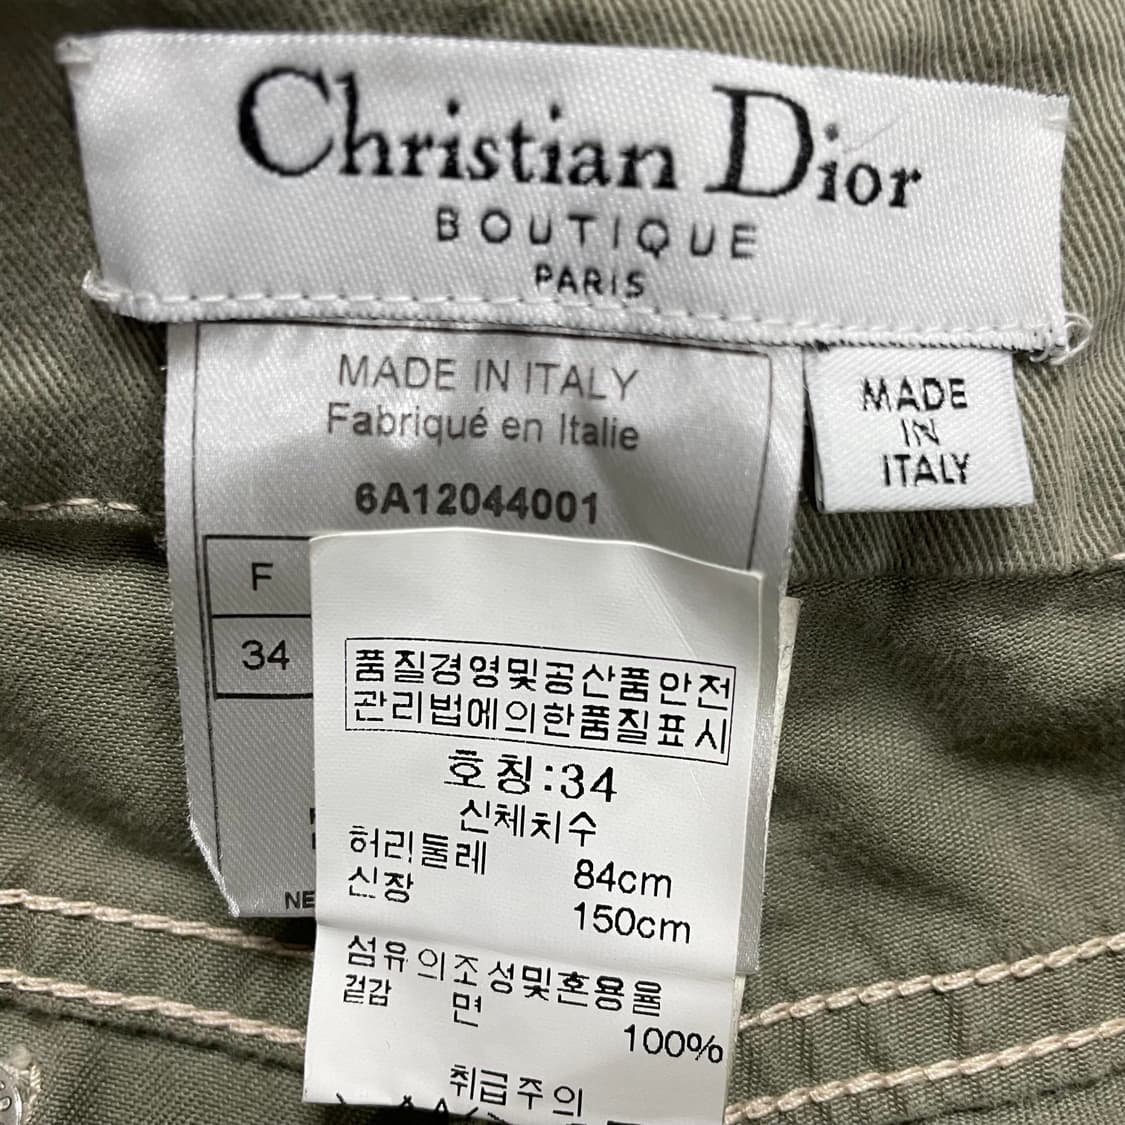 Christian Dior
BOUTIQUE
PARIS
MADE IN ITALY
Fabriqué en Italie
6A12044001
F
34
NE
MADE
IN
ITALY
품질경영및공산품안전
관리법에의한품질표시
호칭:34
신체치수
허리둘레 84cm
신장 150cm
섬유의조성및혼용율
겉감 면 100%
취급주의